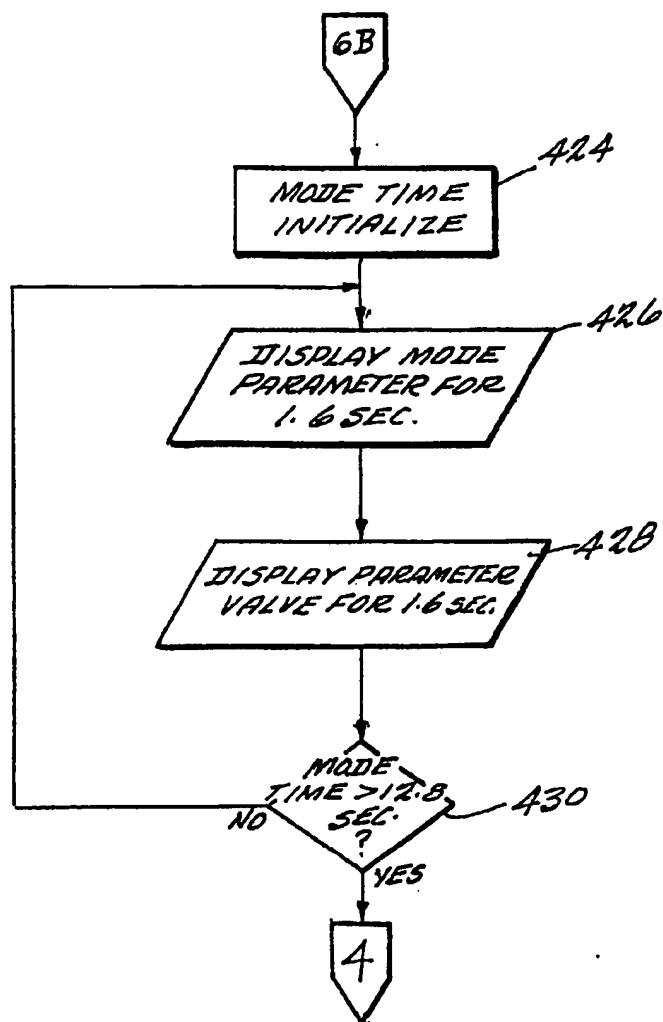 6B
424
MODE TIME
INITIALIZE
426
DISPLAY MODE
PARAMETER FOR
1.6 SEC.
428
DISPLAY PARAMETER
VALVE FOR 1.6 SEC.
MODE
TIME >12.8
SEC.
?
430
NO
YES
4